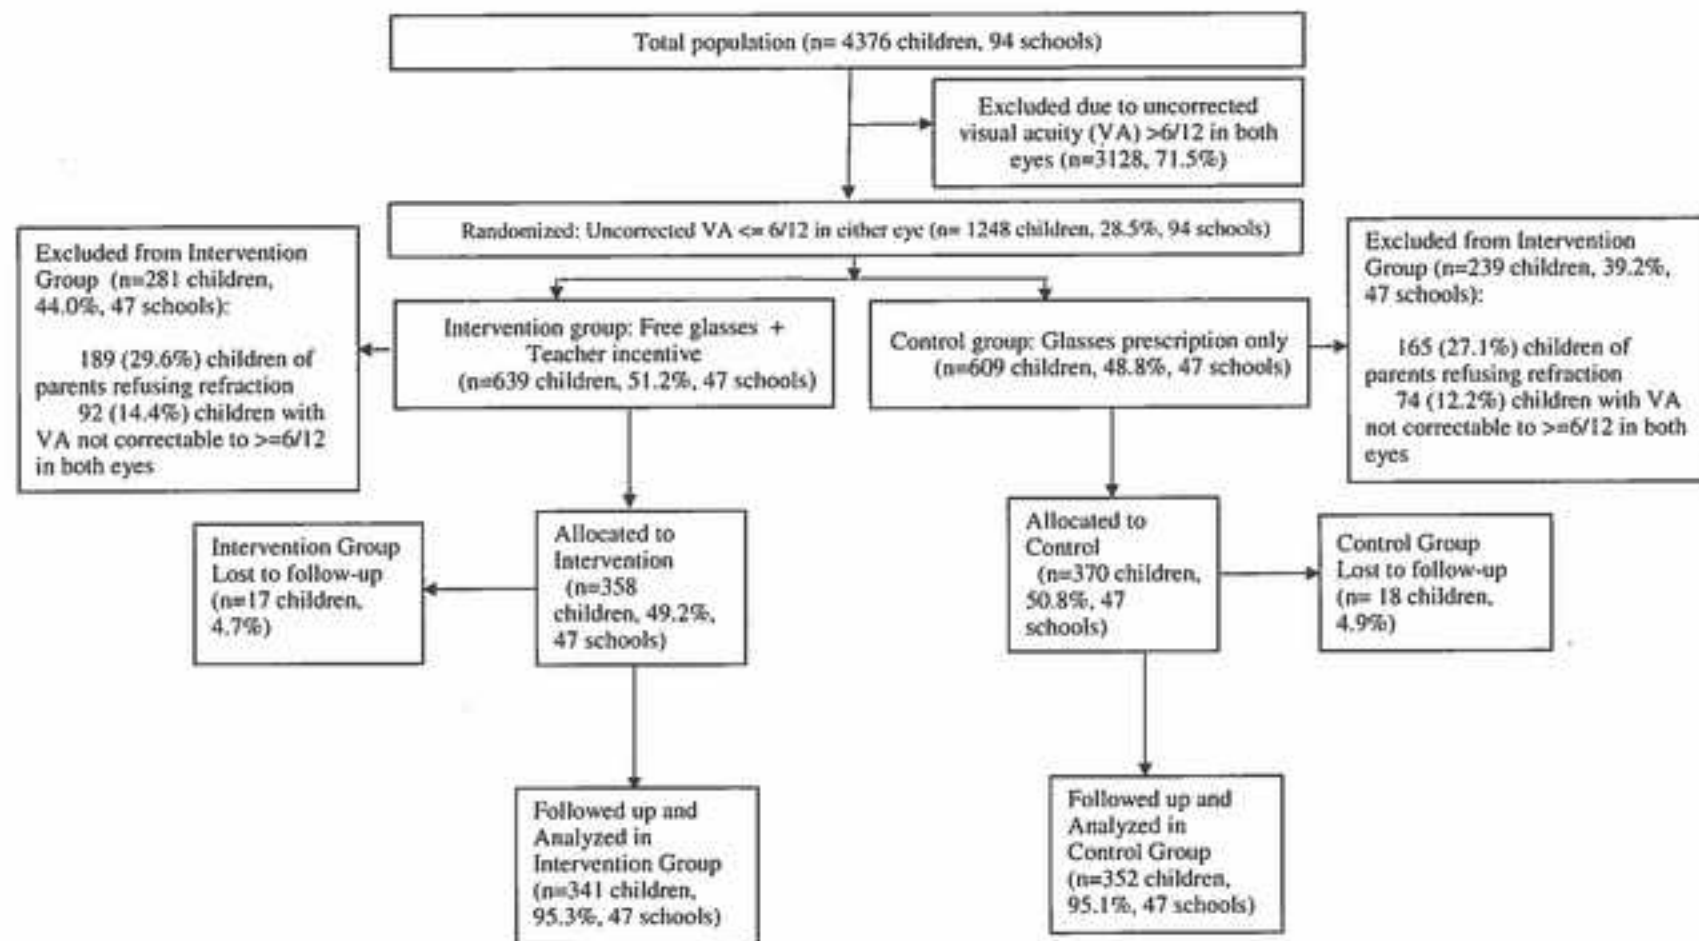 Total population (n= 4376 children, 94 schools)
Excluded due to uncorrected
visual acuity (VA) >6/12 in both
eyes (n=3128, 71.5%)
Randomized: Uncorrected VA <= 6/12 in either eye (n= 1248 children, 28.5%, 94 schools)
Excluded from Intervention
Group (n=281 children,
44.0%, 47 schools):
189 (29.6%) children of
parents refusing refraction
92 (14.4%) children with
VA not correctable to >=6/12
in both eyes
Intervention group: Free glasses +
Teacher incentive
(n=639 children, 51.2%, 47 schools)
Control group: Glasses prescription only
(n=609 children, 48.8%, 47 schools)
Excluded from Intervention
Group (n=239 children, 39.2%,
47 schools):
165 (27.1%) children of
parents refusing refraction
74 (12.2%) children with VA
not correctable to >=6/12 in both
eyes
Intervention Group
Lost to follow-up
(n=17 children,
4.7%)
Allocated to
Intervention
(n=358
children, 49.2%,
47 schools)
Allocated to
Control
(n=370 children,
50.8%, 47
schools)
Control Group
Lost to follow-up
(n= 18 children,
4.9%)
Followed up and
Analyzed in
Intervention Group
(n=341 children,
95.3%, 47 schools)
Followed up and
Analyzed in
Control Group
(n=352 children,
95.1%, 47 schools)